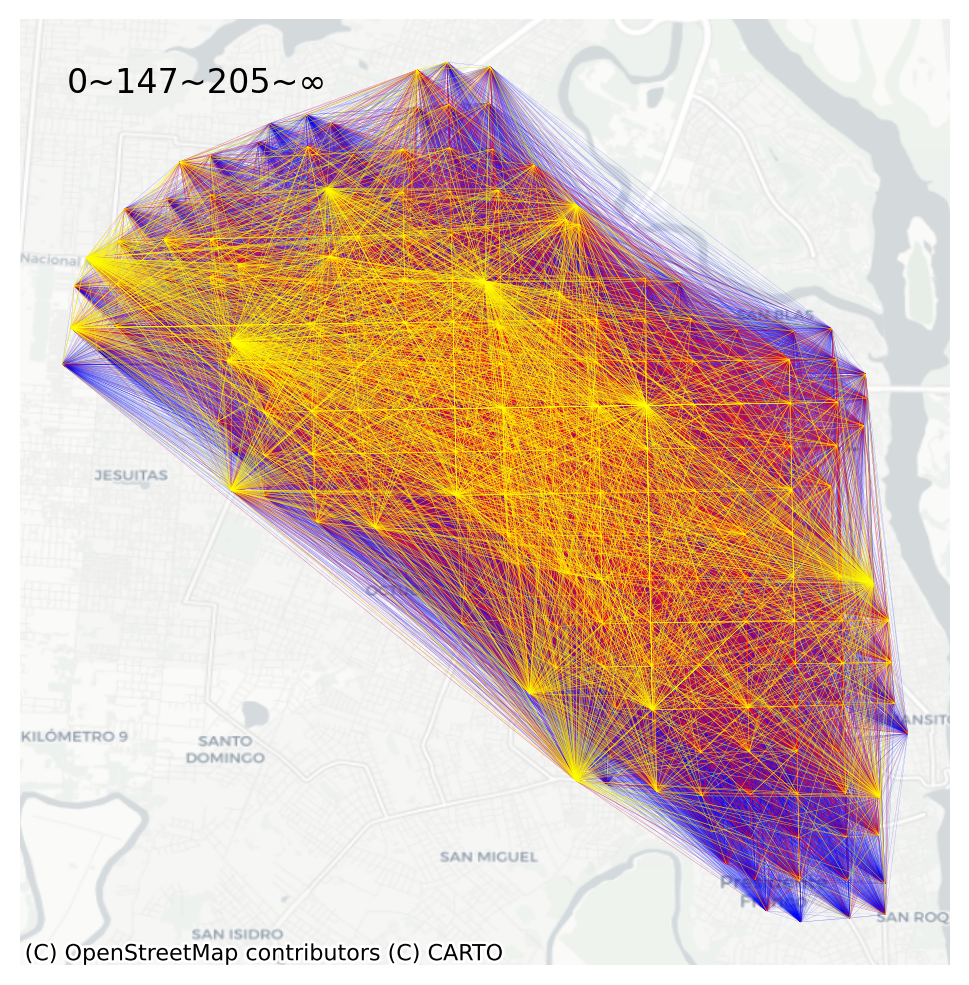 0~147~205~∞
Nacional
SAN BLAS
JESUITAS
KILÓMETRO 9
SANTO
DOMINGO
SAN MIGUEL
SAN ROQ
SAN ISIDRO
(C) OpenStreetMap contributors (C) CARTO